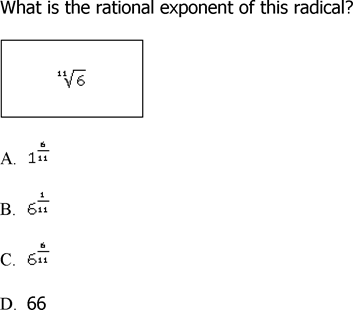 What is the rational exponent of this radical?
¹¹√6
A. 1^(6/11)
B. 6^(1/11)
C. 6^(6/11)
D. 66